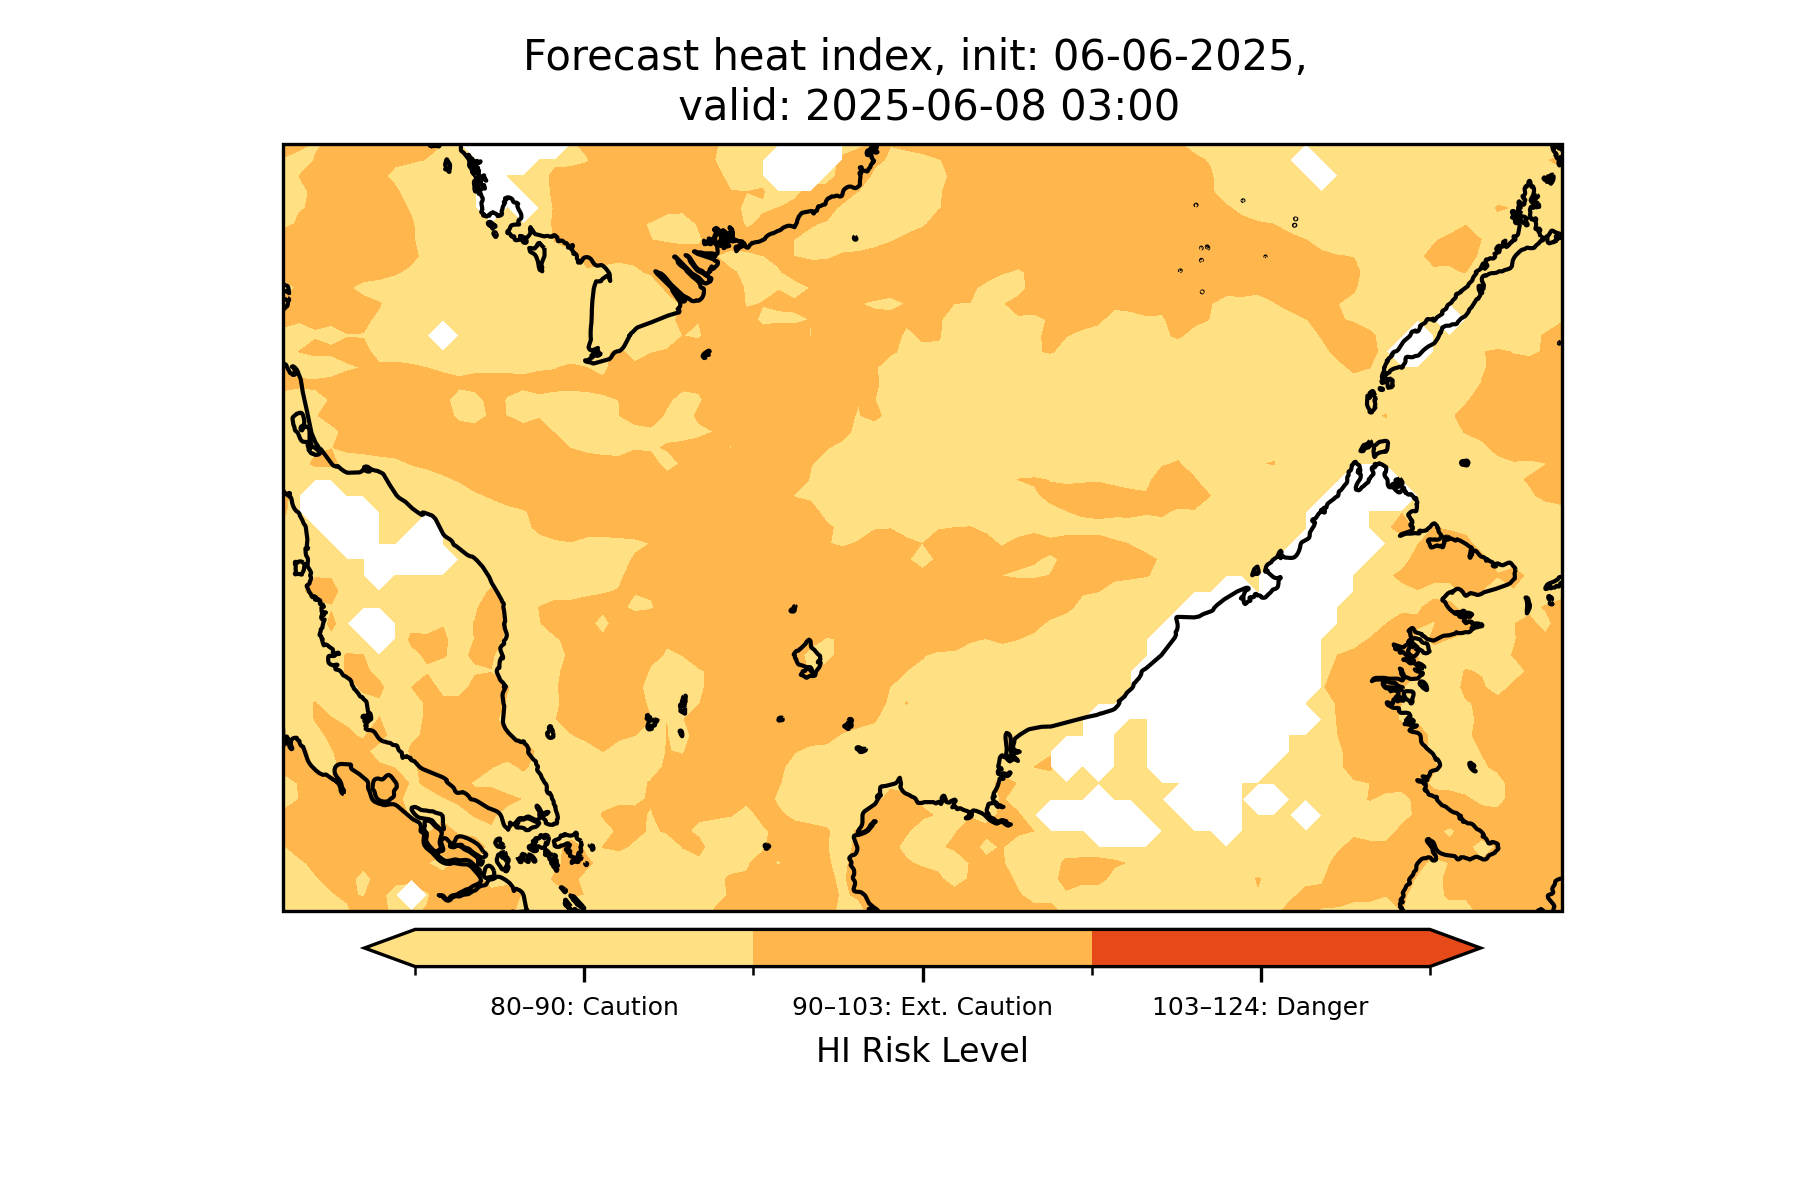 Forecast heat index, init: 06-06-2025,
valid: 2025-06-08 03:00
80–90: Caution
90–103: Ext. Caution
103–124: Danger
HI Risk Level